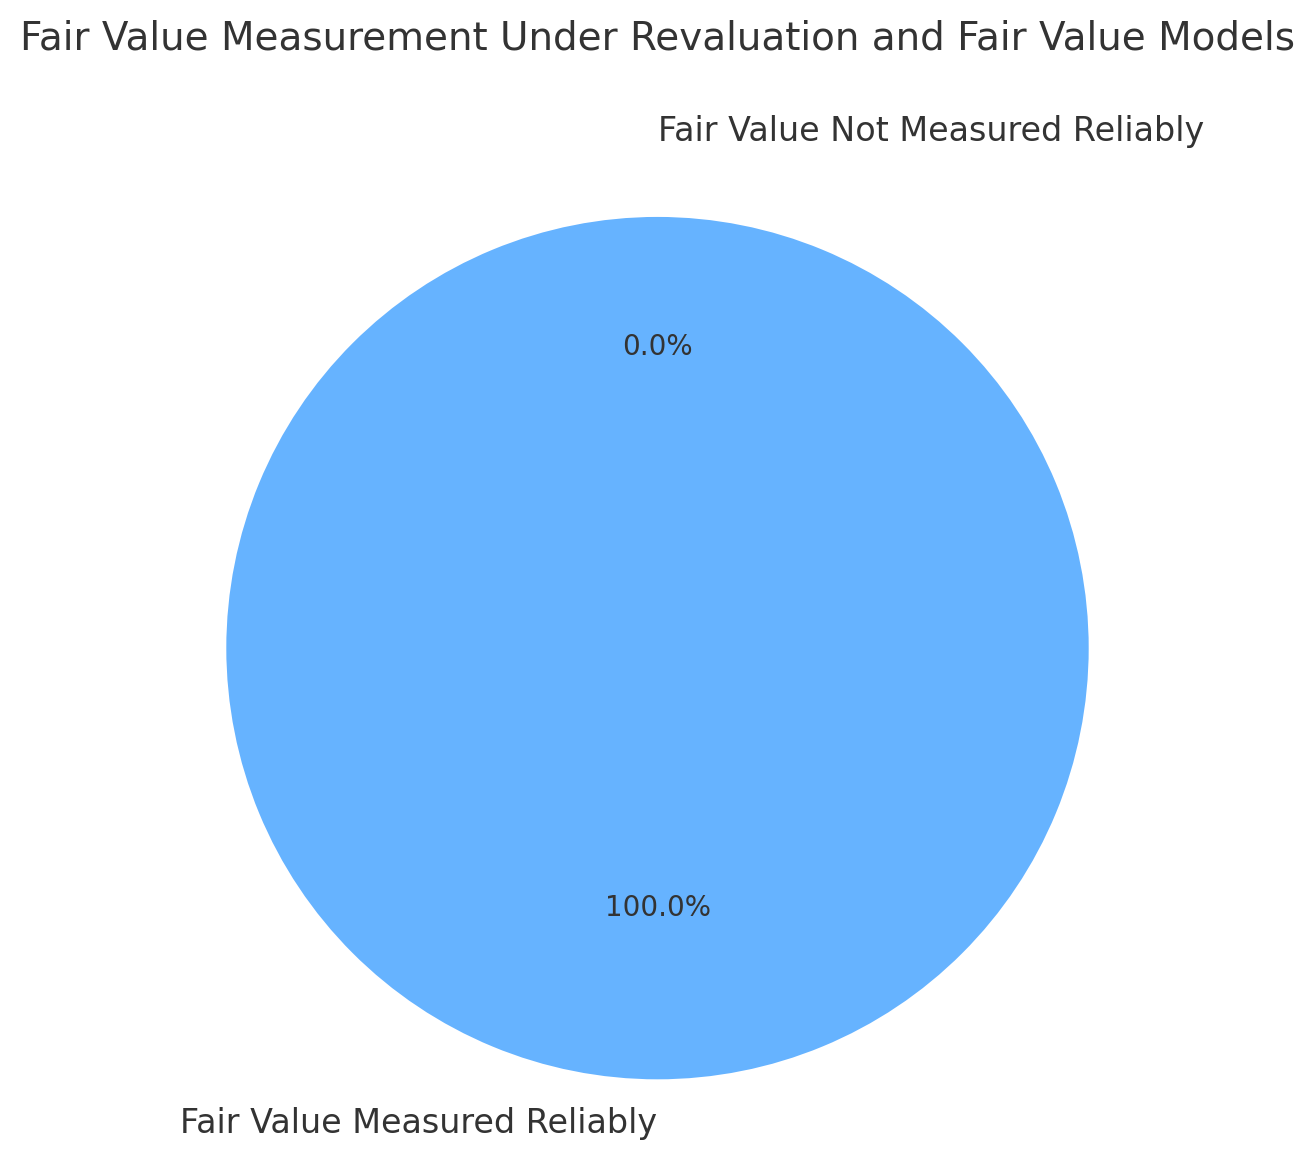 Fair Value Measurement Under Revaluation and Fair Value Models
Fair Value Not Measured Reliably
0.0%
100.0%
Fair Value Measured Reliably